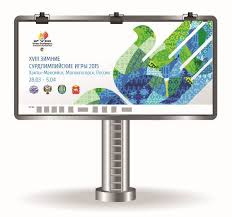 XVIII ЗИМНИЕ
СУРДЛИМПИЙСКИЕ ИГРЫ 2015
Ханты-Мансийск, Магнитогорск, Россия
28.03 - 5.04